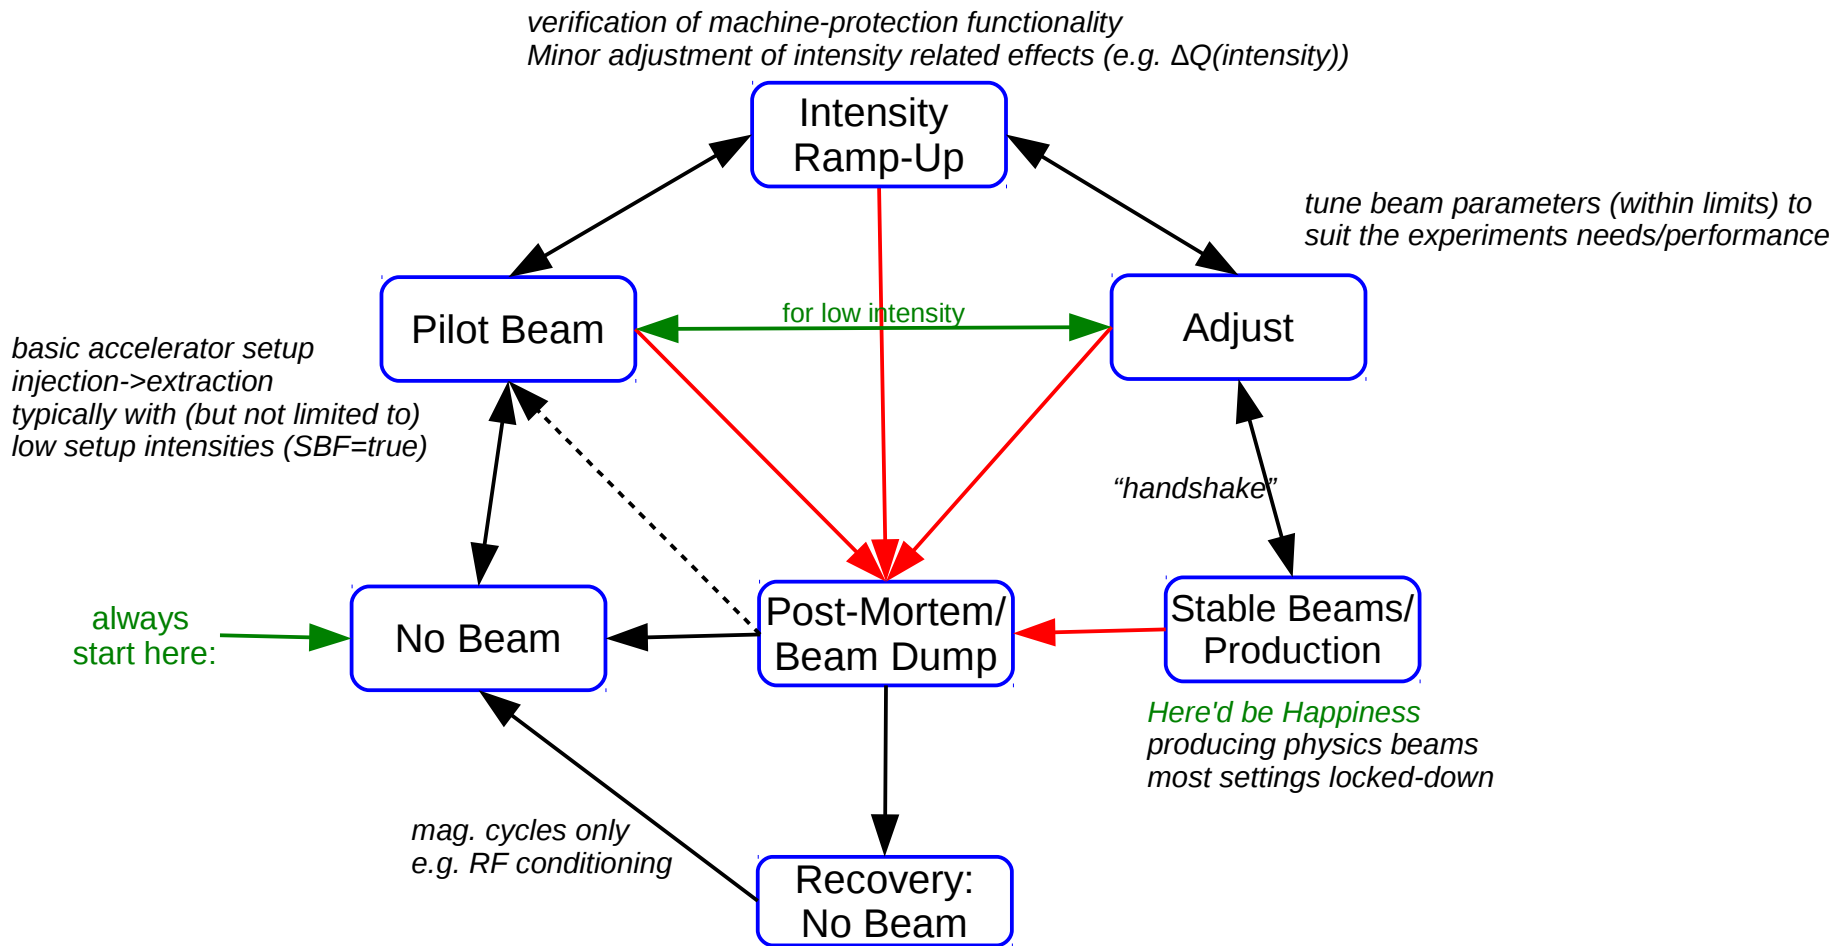 verification of machine-protection functionality
Minor adjustment of intensity related effects (e.g. ΔQ(intensity))
Intensity
Ramp-Up
tune beam parameters (within limits) to
suit the experiments needs/performance
Pilot Beam
for low intensity
Adjust
basic accelerator setup
injection->extraction
typically with (but not limited to)
low setup intensities (SBF=true)
“handshake”
always
start here:
No Beam
Post-Mortem/
Beam Dump
Stable Beams/
Production
Here'd be Happiness
producing physics beams
most settings locked-down
mag. cycles only
e.g. RF conditioning
Recovery:
No Beam